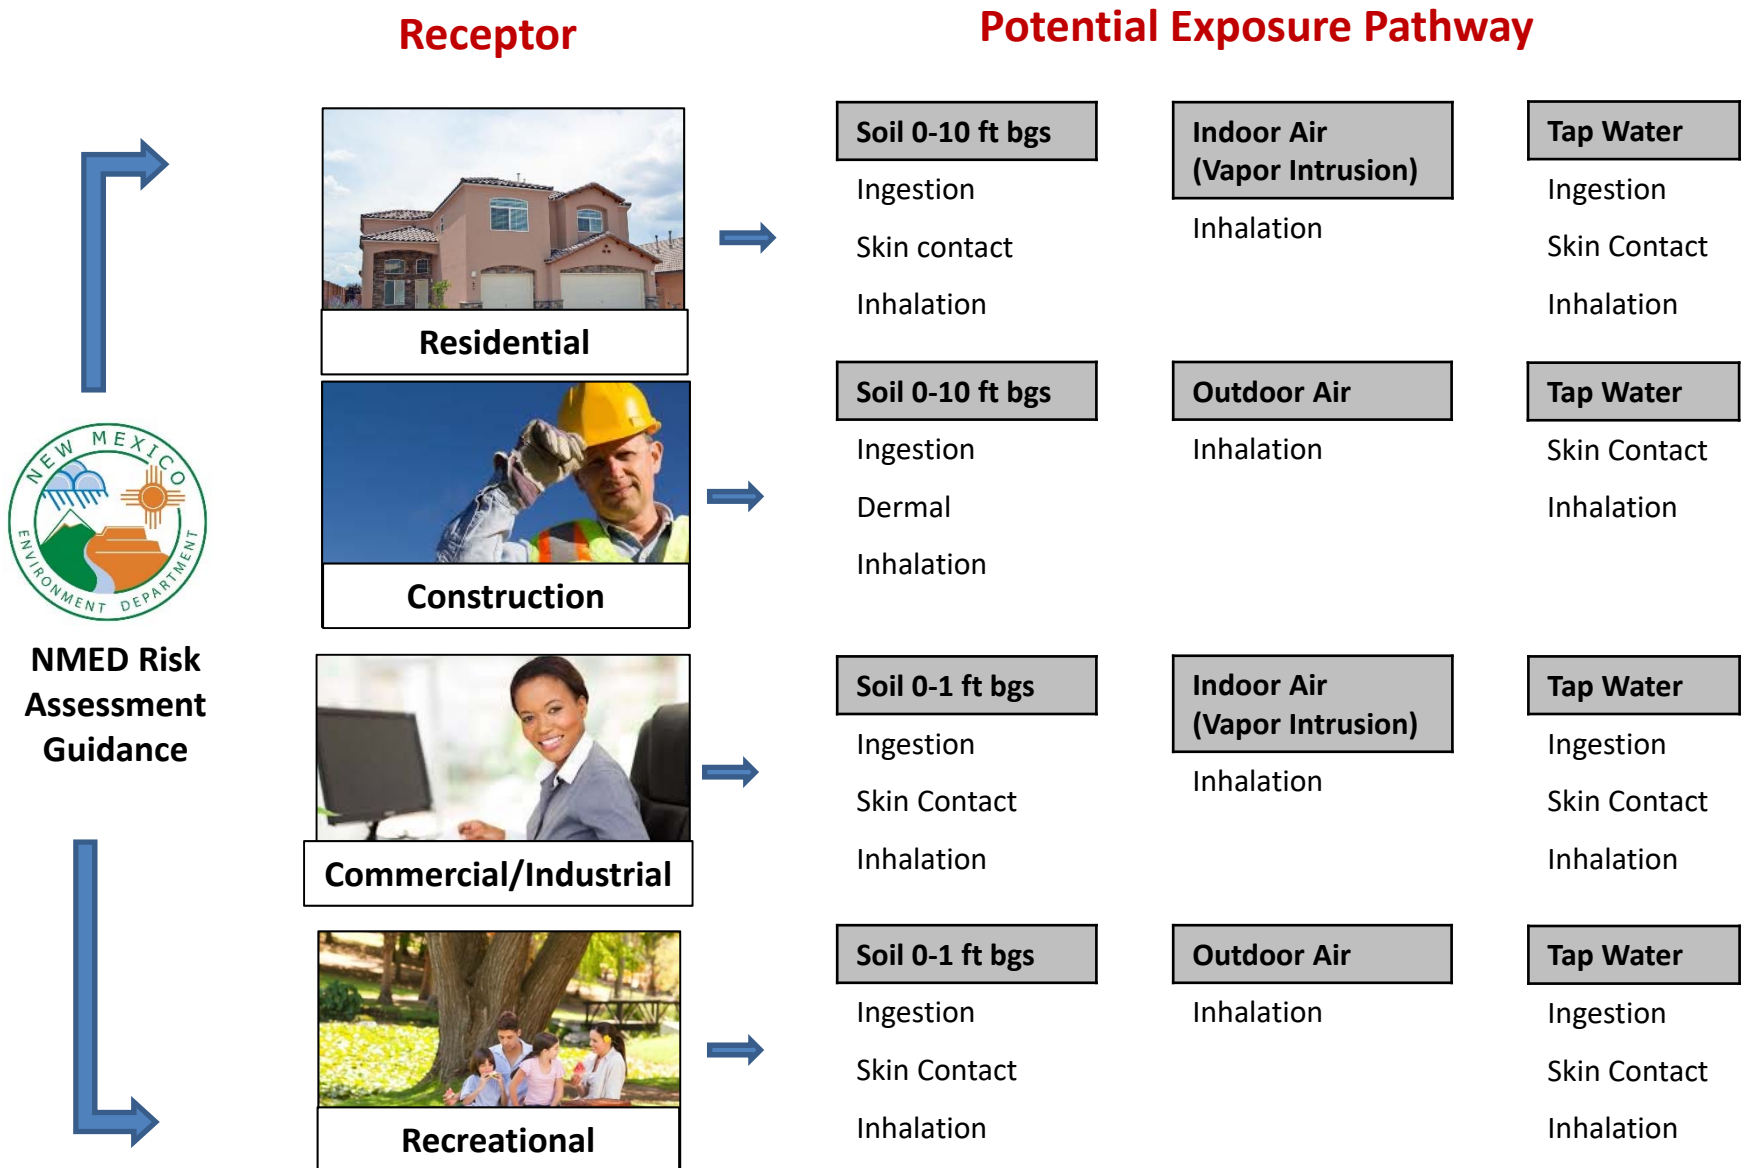 Receptor
Potential Exposure Pathway
NEW MEXICO
ENVIRONMENT DEPARTMENT
NMED Risk
Assessment
Guidance
Residential
Soil 0-10 ft bgs
Ingestion
Skin contact
Inhalation
Indoor Air
(Vapor Intrusion)
Inhalation
Tap Water
Ingestion
Skin Contact
Inhalation
Construction
Soil 0-10 ft bgs
Ingestion
Dermal
Inhalation
Outdoor Air
Inhalation
Tap Water
Skin Contact
Inhalation
Commercial/Industrial
Soil 0-1 ft bgs
Ingestion
Skin Contact
Inhalation
Indoor Air
(Vapor Intrusion)
Inhalation
Tap Water
Ingestion
Skin Contact
Inhalation
Recreational
Soil 0-1 ft bgs
Ingestion
Skin Contact
Inhalation
Outdoor Air
Inhalation
Tap Water
Ingestion
Skin Contact
Inhalation